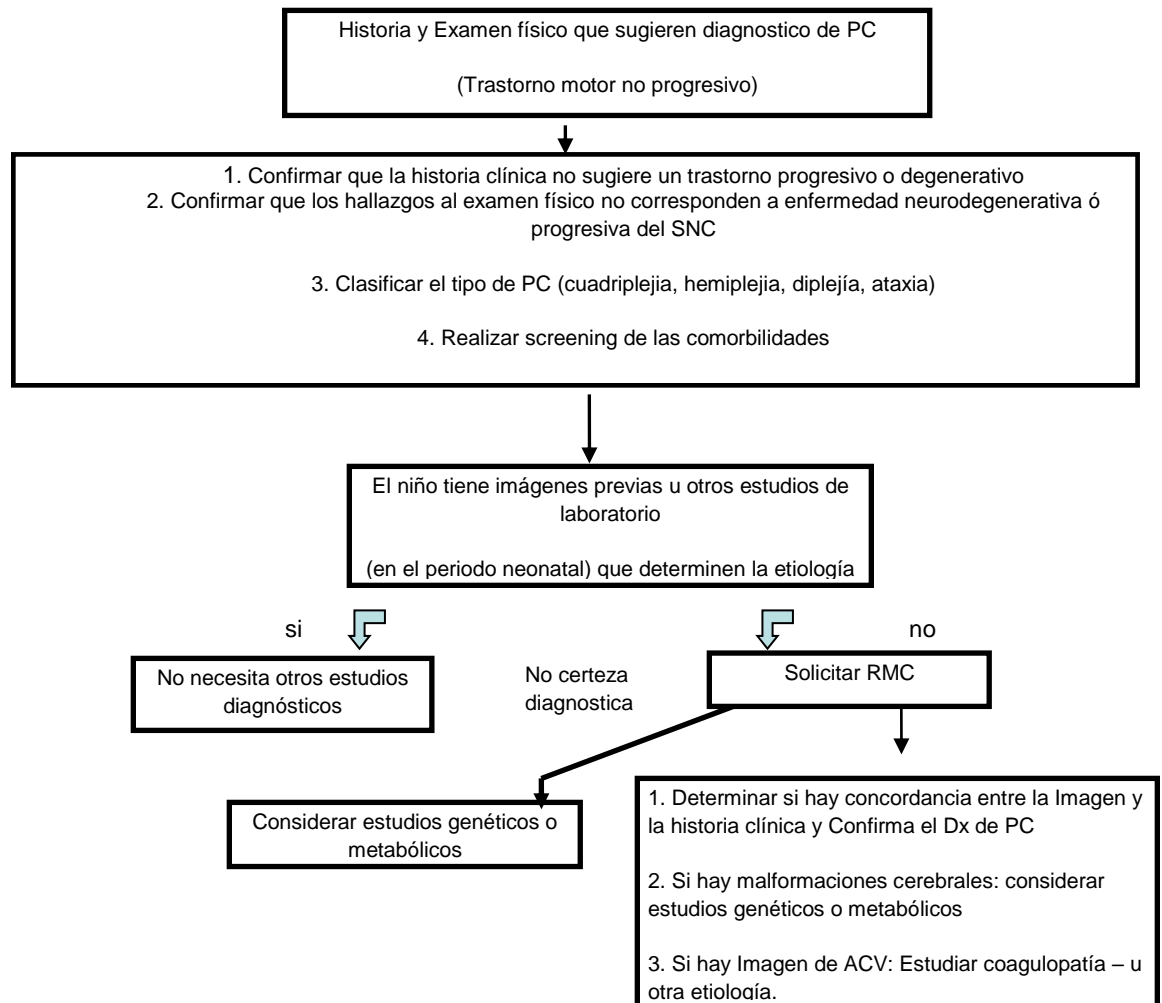 Historia y Examen físico que sugieren diagnostico de PC
(Trastorno motor no progresivo)
1. Confirmar que la historia clínica no sugiere un trastorno progresivo o degenerativo
2. Confirmar que los hallazgos al examen físico no corresponden a enfermedad neurodegenerativa ó
progresiva del SNC
3. Clasificar el tipo de PC (cuadriplejia, hemiplejia, diplejía, ataxia)
4. Realizar screening de las comorbilidades
El niño tiene imágenes previas u otros estudios de
laboratorio
(en el periodo neonatal) que determinen la etiología
si
no
No necesita otros estudios
diagnósticos
No certeza
diagnostica
Solicitar RMC
Considerar estudios genéticos o
metabólicos
1. Determinar si hay concordancia entre la Imagen y
la historia clínica y Confirma el Dx de PC
2. Si hay malformaciones cerebrales: considerar
estudios genéticos o metabólicos
3. Si hay Imagen de ACV: Estudiar coagulopatía – u
otra etiología.